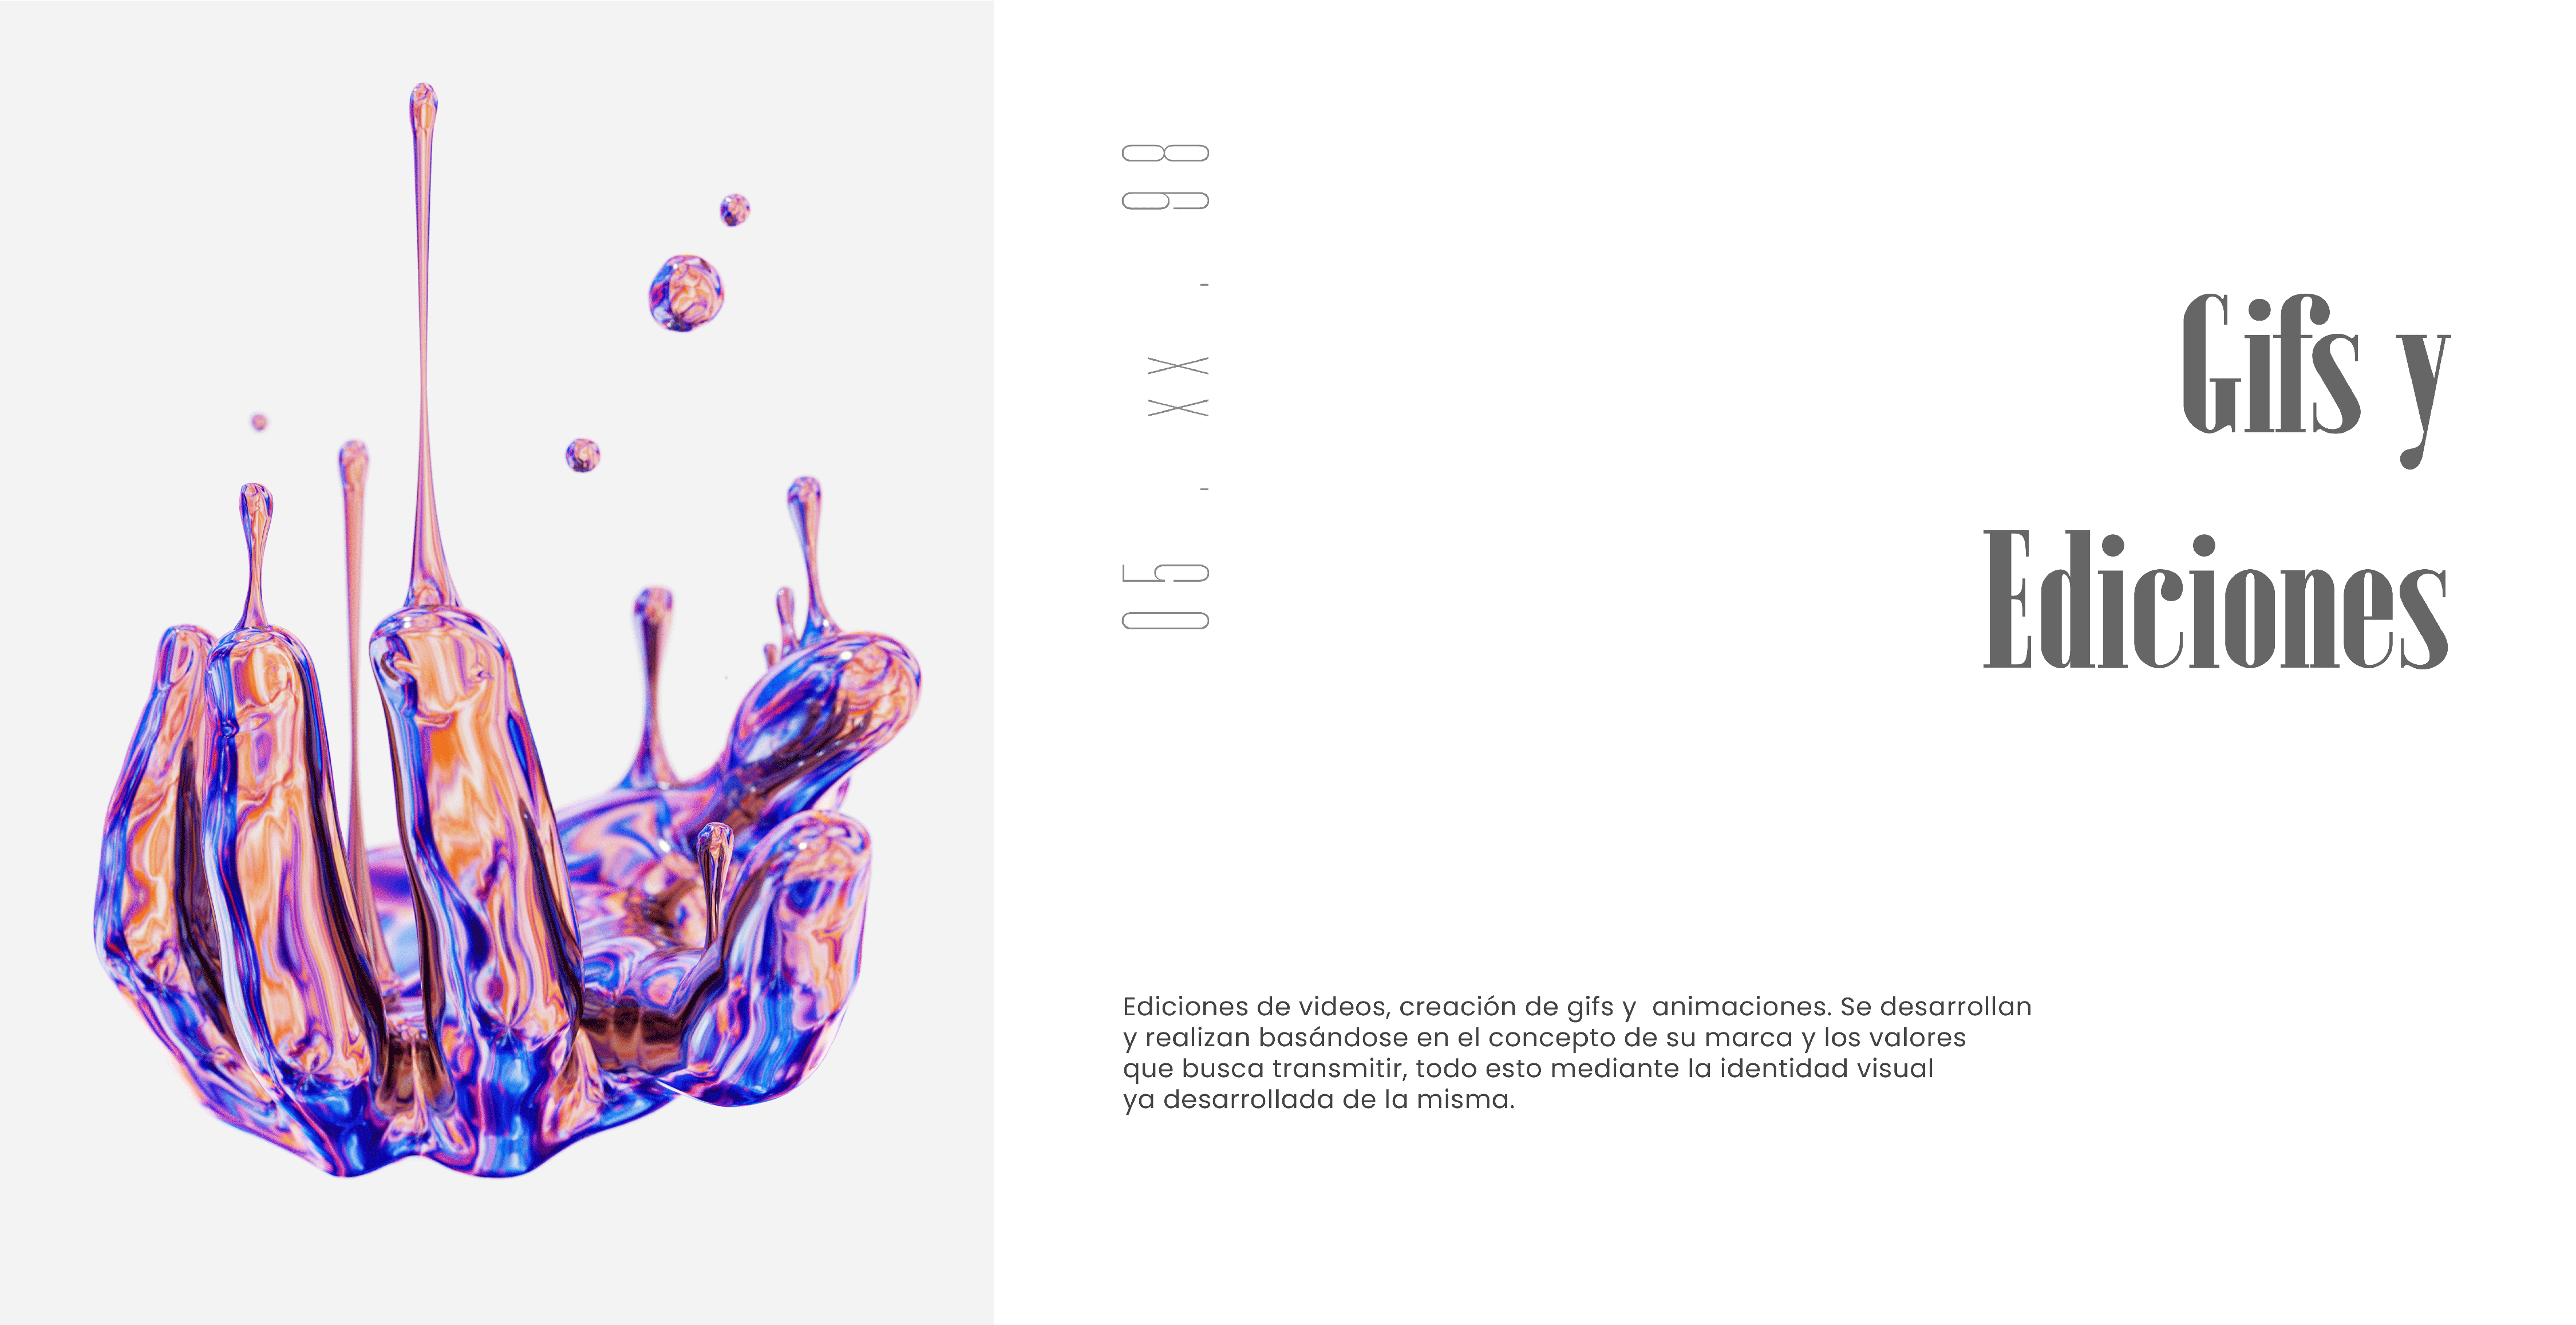 05 - XX - 98
Gifs y
Ediciones
Ediciones de videos, creación de gifs y  animaciones. Se desarrollan
y realizan basándose en el concepto de su marca y los valores
que busca transmitir, todo esto mediante la identidad visual
ya desarrollada de la misma.